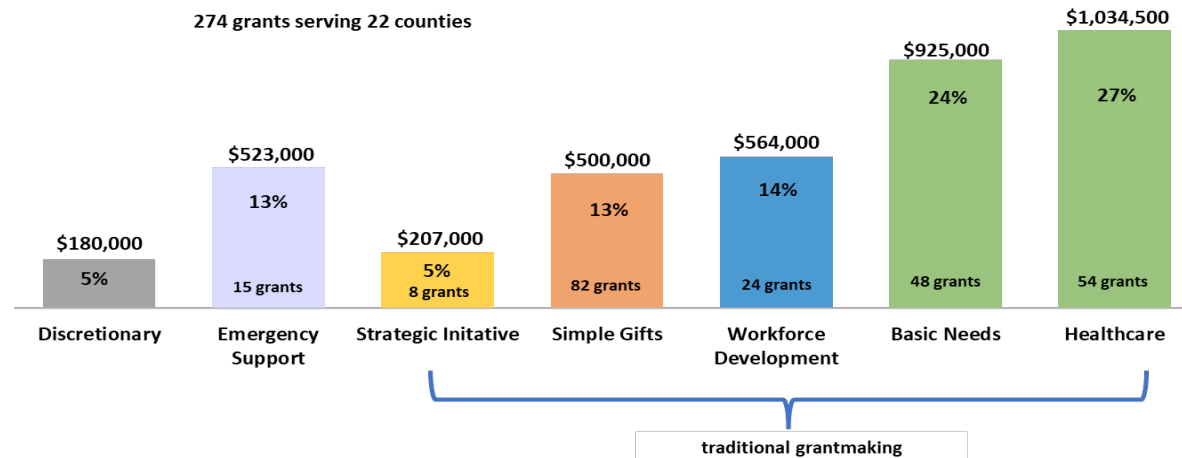 274 grants serving 22 counties
$180,000
5%
Discretionary
$523,000
13%
15 grants
Emergency
Support
$207,000
5%
8 grants
Strategic Initative
$500,000
13%
82 grants
Simple Gifts
$564,000
14%
24 grants
Workforce
Development
$925,000
24%
48 grants
Basic Needs
$1,034,500
27%
54 grants
Healthcare
traditional grantmaking